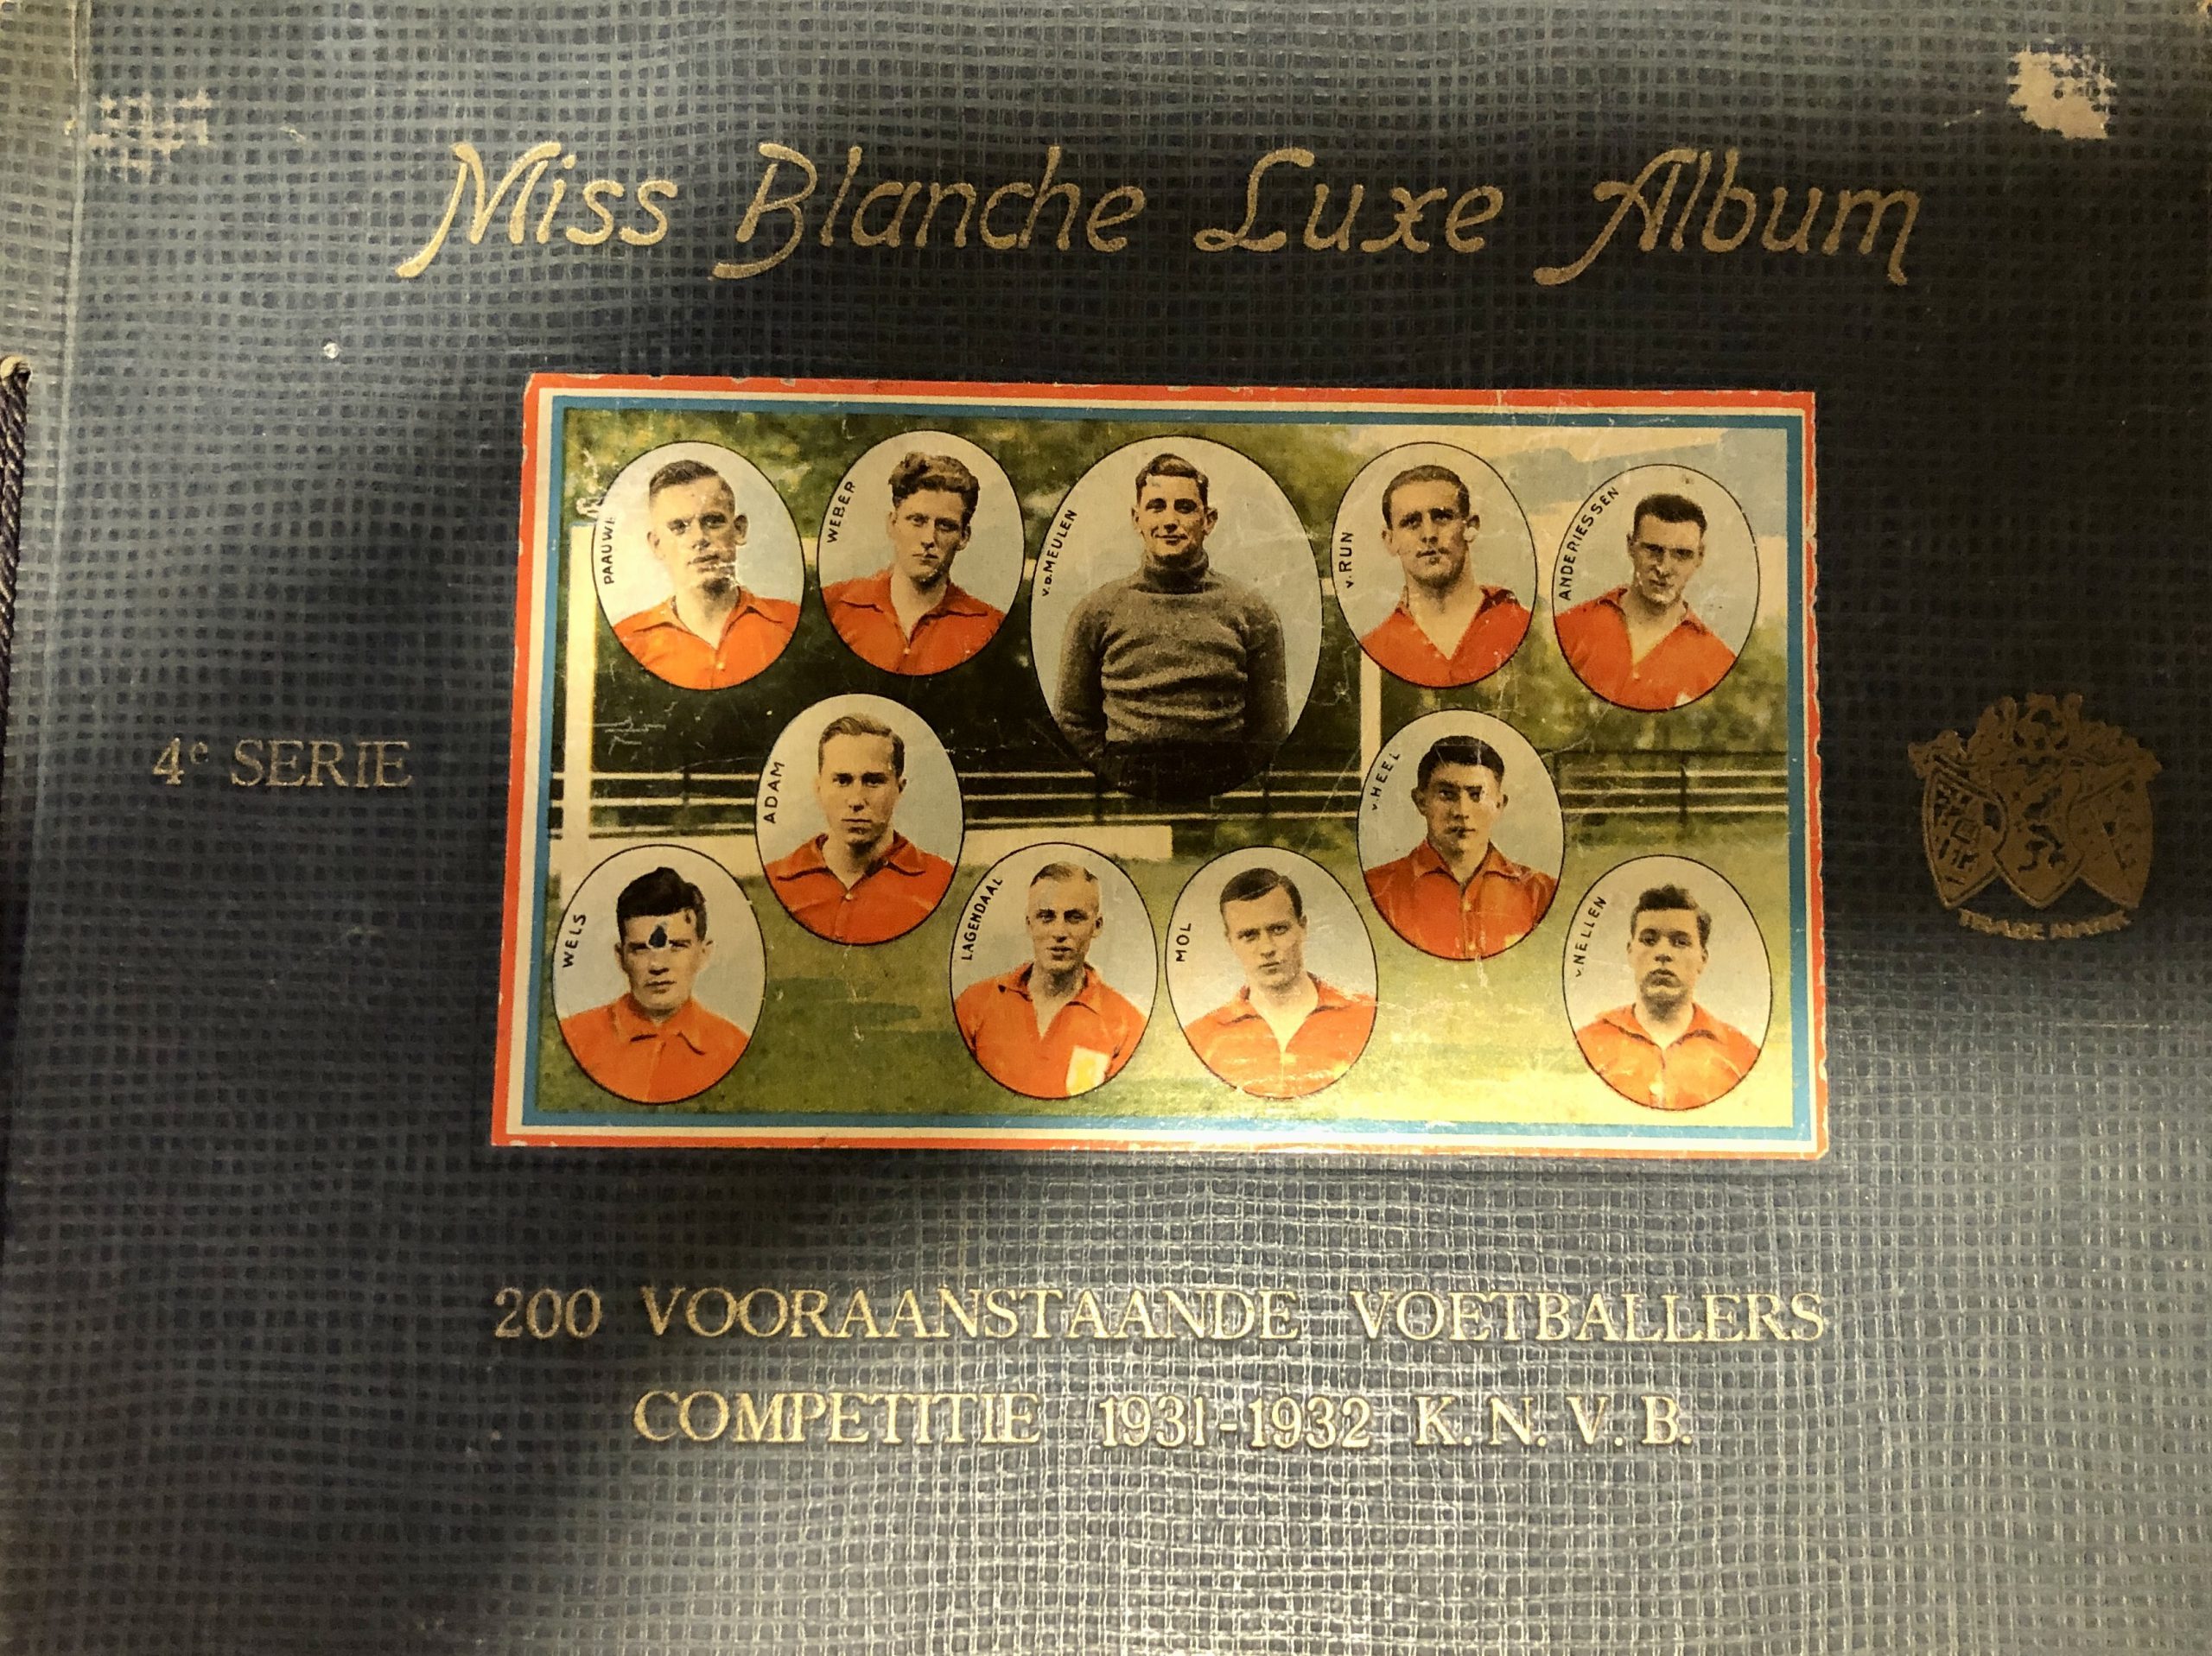 Miss Blanche Luxe Album
PAAUWE
WEBER
v.d.MEULEN
v.RUN
ANDERIESSEN
4e SERIE
ADAM
v.HEEL
WELS
LAGENDAAL
MOL
v.NELLEN
TRADE MARK
200 VOORAANSTAANDE VOETBALLERS
COMPETITIE 1931-1932 K.N.V.B.